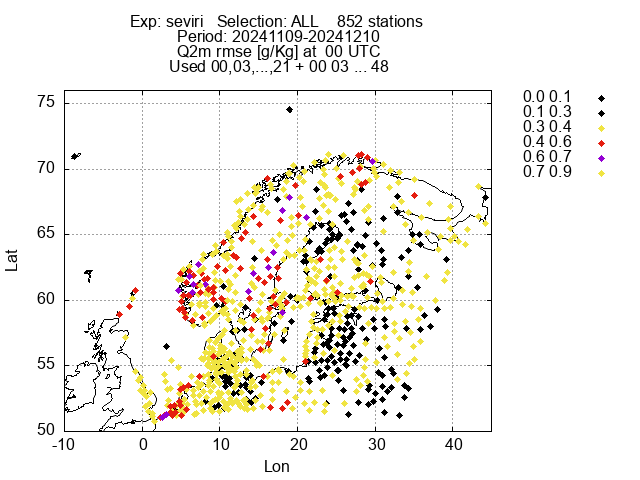 Exp: seviri   Selection: ALL    852 stations
Period: 20241109-20241210
Q2m rmse [g/Kg] at  00 UTC
Used 00,03,...,21 + 00 03 ... 48
0.0 0.1
0.1 0.3
0.3 0.4
0.4 0.6
0.6 0.7
0.7 0.9
75
70
65
60
55
50
Lat
-10 0 10 20 30 40
Lon